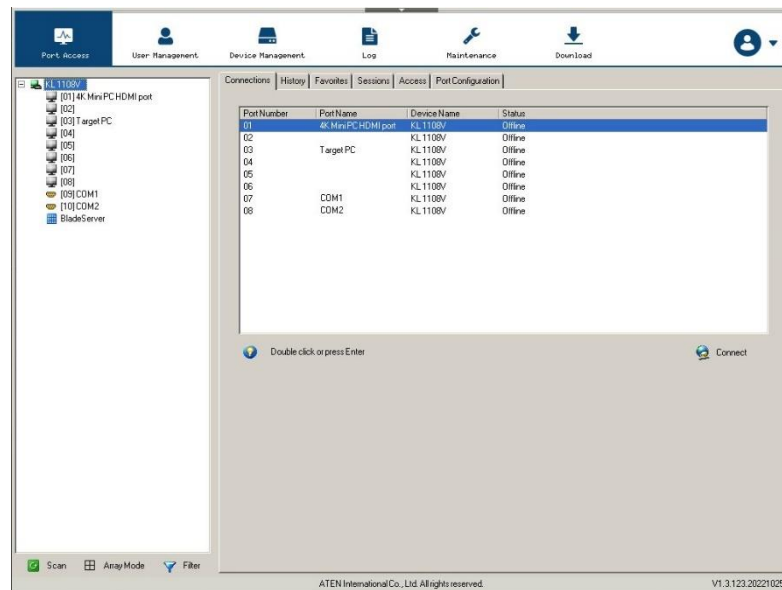 Port Access User Management Device Management Log Maintenance Download
KL1108V
[01] 4K Mini PC HDMI port
[02]
[03] Target PC
[04]
[05]
[06]
[07]
[08]
[09] COM1
[10] COM2
BladeServer
Connections History Favorites Sessions Access Port Configuration
Port Number Port Name Device Name Status
01 4K Mini PC HDMI port KL1108V Offline
02 KL1108V Offline
03 Target PC KL1108V Offline
04 KL1108V Offline
05 KL1108V Offline
06 KL1108V Offline
07 COM1 KL1108V Offline
08 COM2 KL1108V Offline
Double click or press Enter
Connect
Scan Array Mode Filter
ATEN International Co., Ltd. All rights reserved.
V1.3.123.20221025